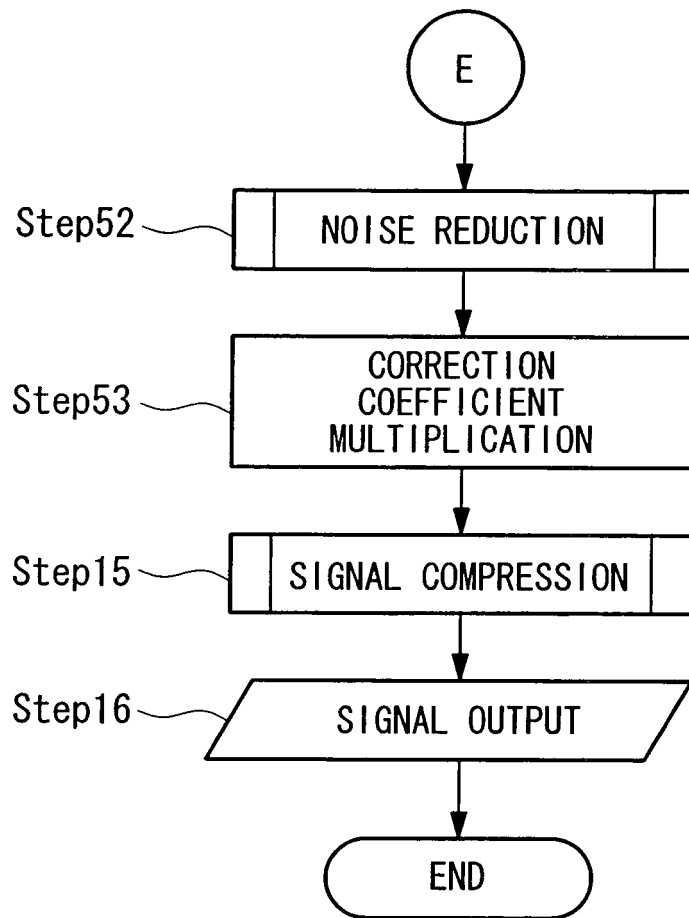 E
Step52
NOISE REDUCTION
Step53
CORRECTION
COEFFICIENT
MULTIPLICATION
Step15
SIGNAL COMPRESSION
Step16
SIGNAL OUTPUT
END